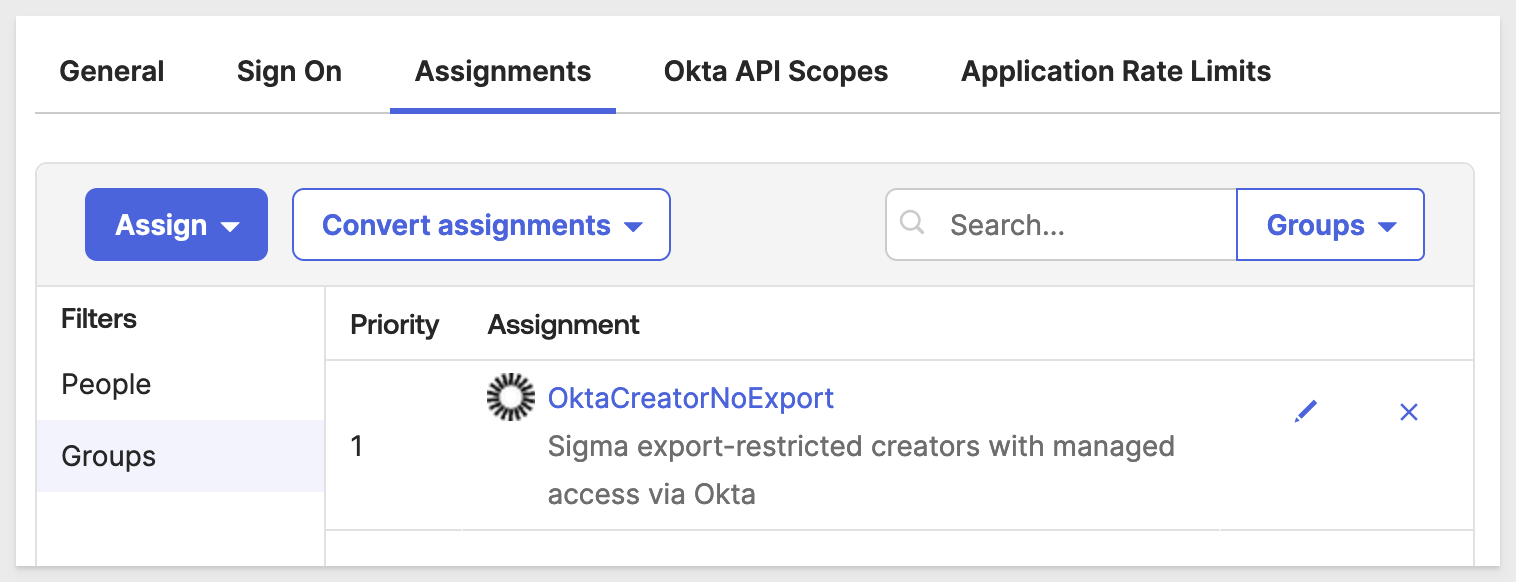 General Sign On Assignments Okta API Scopes Application Rate Limits
Assign Convert assignments Search... Groups
Filters
Priority Assignment
People
Groups
1
OktaCreatorNoExport
Sigma export-restricted creators with managed
access via Okta